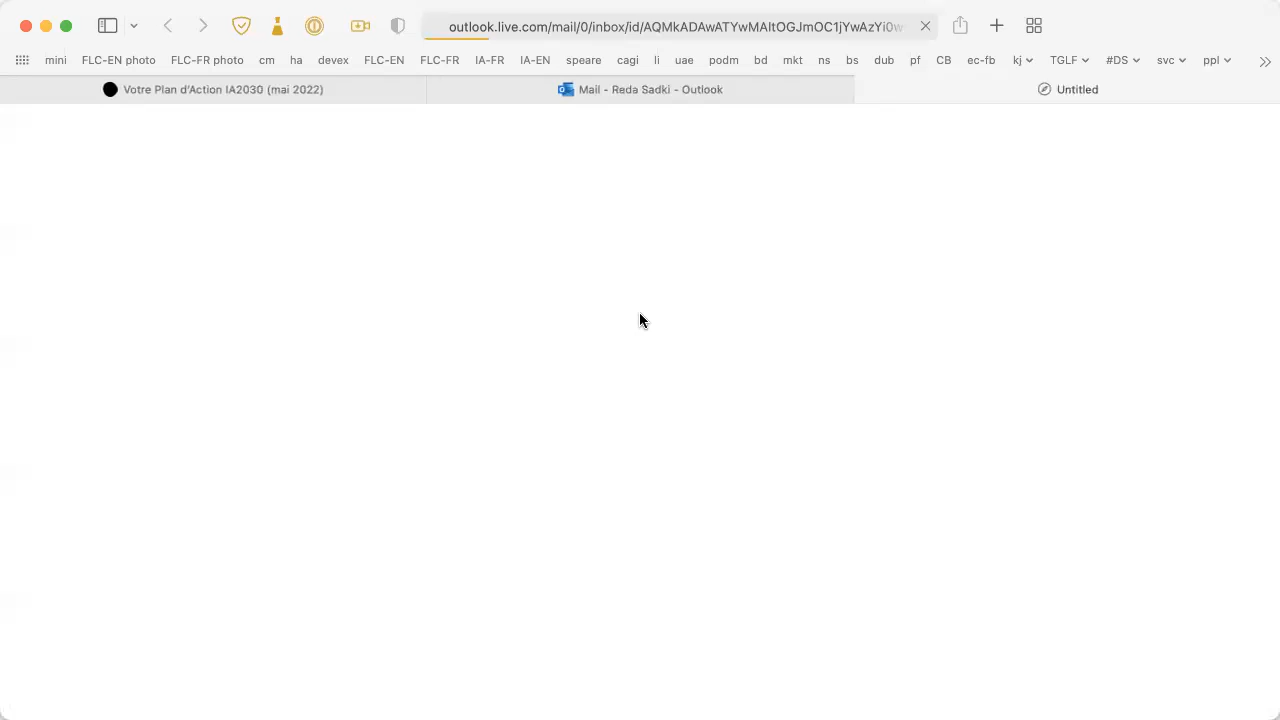 outlook.live.com/mail/0/inbox/id/AQMkADAwATYwMAItOGJmOC1jYwAzYi0w
mini FLC-EN photo FLC-FR photo cm ha devex FLC-EN FLC-FR IA-FR IA-EN speare cagi li uae podm bd mkt ns bs dub pf CB ec-fb kj TGLF #DS svc ppl
Votre Plan d'Action IA2030 (mai 2022) Mail - Reda Sadki - Outlook Untitled